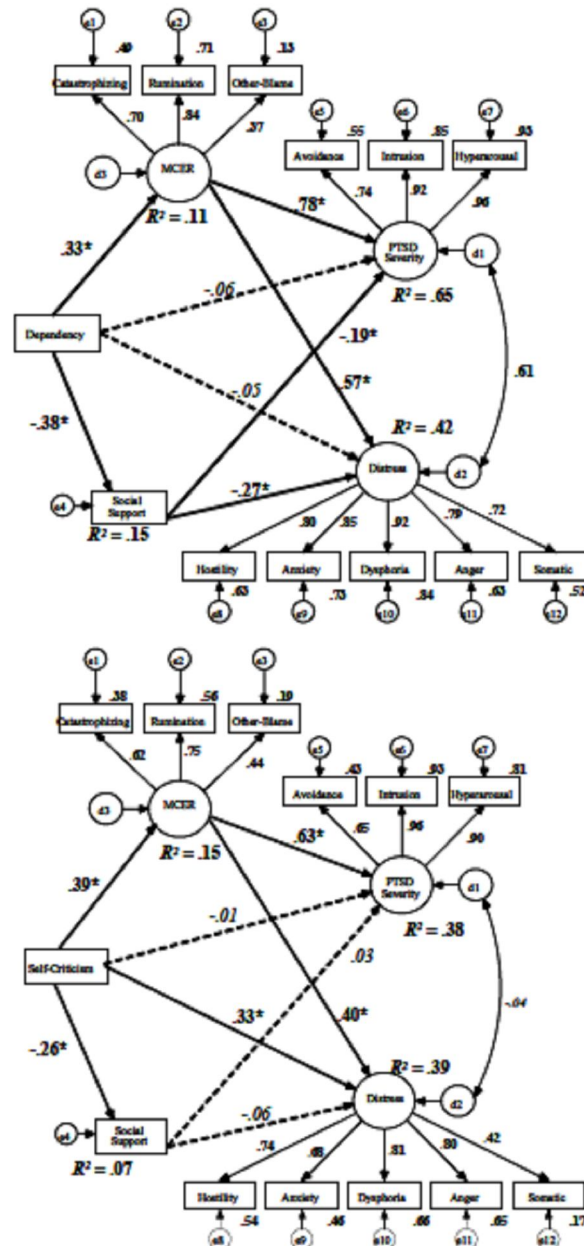 e1 e2 e3
.49 .71 .13
Catastrophizing Rumination Other-Blame
.70 .84 .37
e5 e6 e7
.55 .85 .93
Avoidance Intrusion Hyperarousal
d3 MCER
.74 .92 .96
R² = .11
.78*
.33*
PTSD
Severity
d1
-.06
R² = .65
Dependency
-.19*
.61
-.05
.57*
-.38*
R² = .42
Distress
d2
e4
Social
Support
-.27*
R² = .15
.80 .85 .92 .79 .72
Hostility Anxiety Dysphoria Anger Somatic
.63 .73 .84 .63 .52
e8 e9 e10 e11 e12
e1 e2 e3
.38 .56 .19
Catastrophizing Rumination Other-Blame
.62 .75 .44
e5 e6 e7
.43 .93 .81
Avoidance Intrusion Hyperarousal
d3 MCER
.65 .96 .90
R² = .15
.63*
.39*
PTSD
Severity
d1
-.01
R² = .38
Self-Criticism
.03
-.04
.33*
.40*
-.26*
R² = .39
Distress
d2
e4
Social
Support
-.06
R² = .07
.74 .68 .81 .80 .42
Hostility Anxiety Dysphoria Anger Somatic
.54 .46 .66 .65 .17
e8 e9 e10 e11 e12